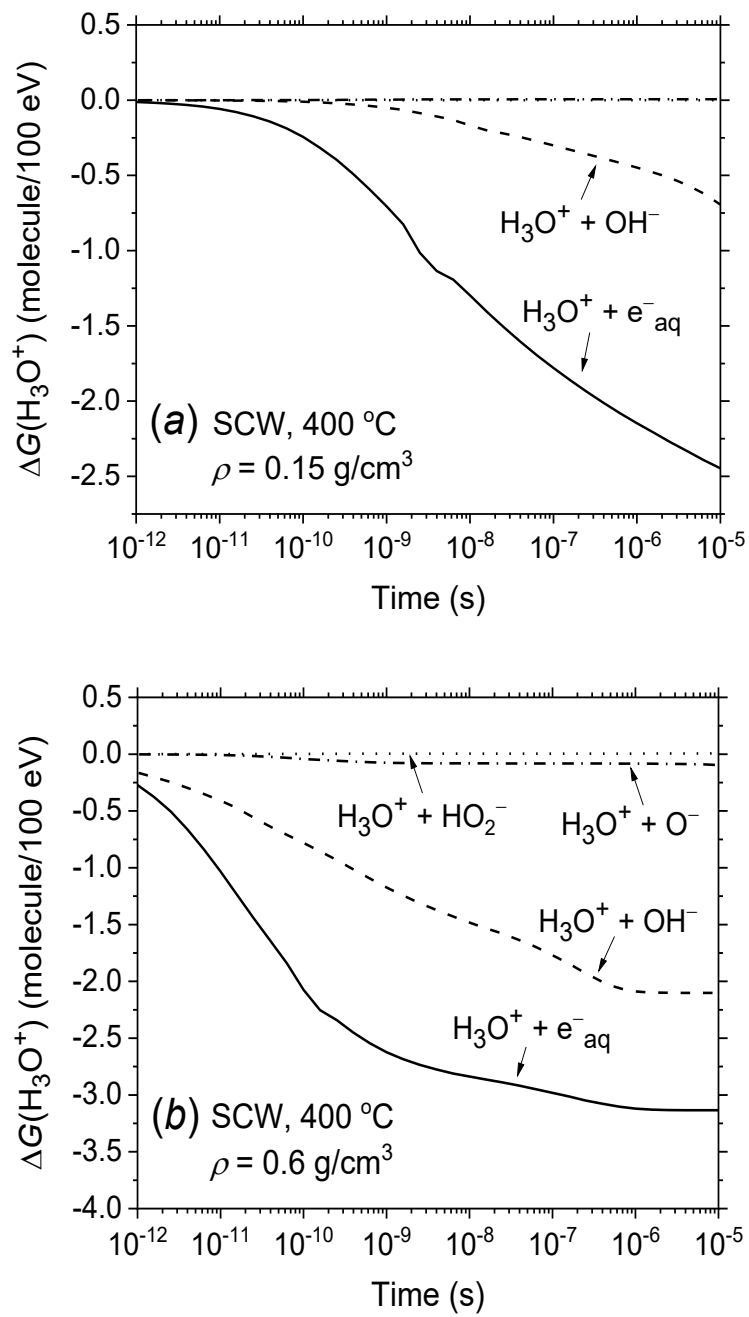 0.5
0.0
-0.5
-1.0
-1.5
-2.0
-2.5
ΔG(H₃O⁺) (molecule/100 eV)
H₃O⁺ + OH⁻
H₃O⁺ + e⁻aq
(a) SCW, 400 ºC
ρ = 0.15 g/cm³
10⁻¹² 10⁻¹¹ 10⁻¹⁰ 10⁻⁹ 10⁻⁸ 10⁻⁷ 10⁻⁶ 10⁻⁵
Time (s)
0.5
0.0
-0.5
-1.0
-1.5
-2.0
-2.5
-3.0
-3.5
-4.0
ΔG(H₃O⁺) (molecule/100 eV)
H₃O⁺ + HO₂⁻
H₃O⁺ + O⁻
H₃O⁺ + OH⁻
H₃O⁺ + e⁻aq
(b) SCW, 400 ºC
ρ = 0.6 g/cm³
10⁻¹² 10⁻¹¹ 10⁻¹⁰ 10⁻⁹ 10⁻⁸ 10⁻⁷ 10⁻⁶ 10⁻⁵
Time (s)